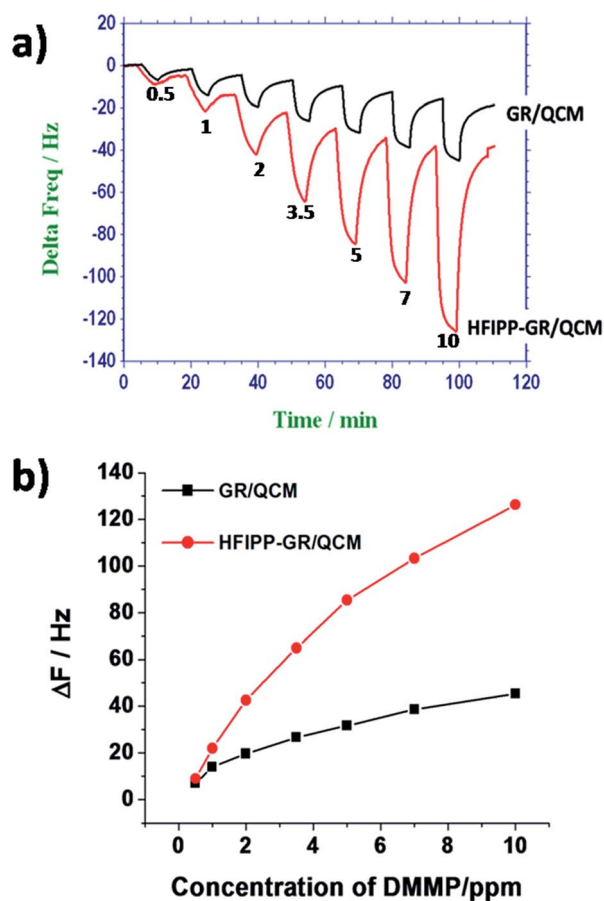 a)
20
0
-20
-40
-60
-80
-100
-120
-140
Delta Freq / Hz
0.5
1
2
3.5
5
7
10
GR/QCM
HFIPP-GR/QCM
0 20 40 60 80 100 120
Time / min
b)
140
120
100
80
60
40
20
0
ΔF / Hz
GR/QCM
HFIPP-GR/QCM
0 2 4 6 8 10
Concentration of DMMP/ppm